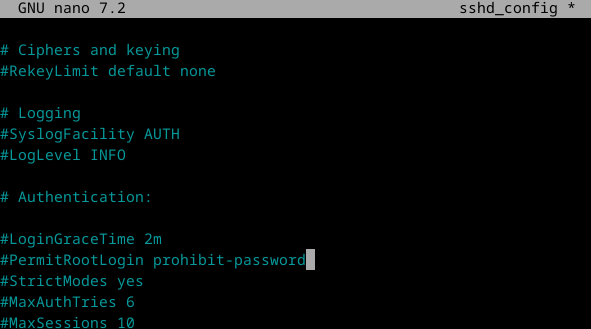 GNU nano 7.2 sshd_config *
# Ciphers and keying
#RekeyLimit default none
# Logging
#SyslogFacility AUTH
#LogLevel INFO
# Authentication:
#LoginGraceTime 2m
#PermitRootLogin prohibit-password
#StrictModes yes
#MaxAuthTries 6
#MaxSessions 10